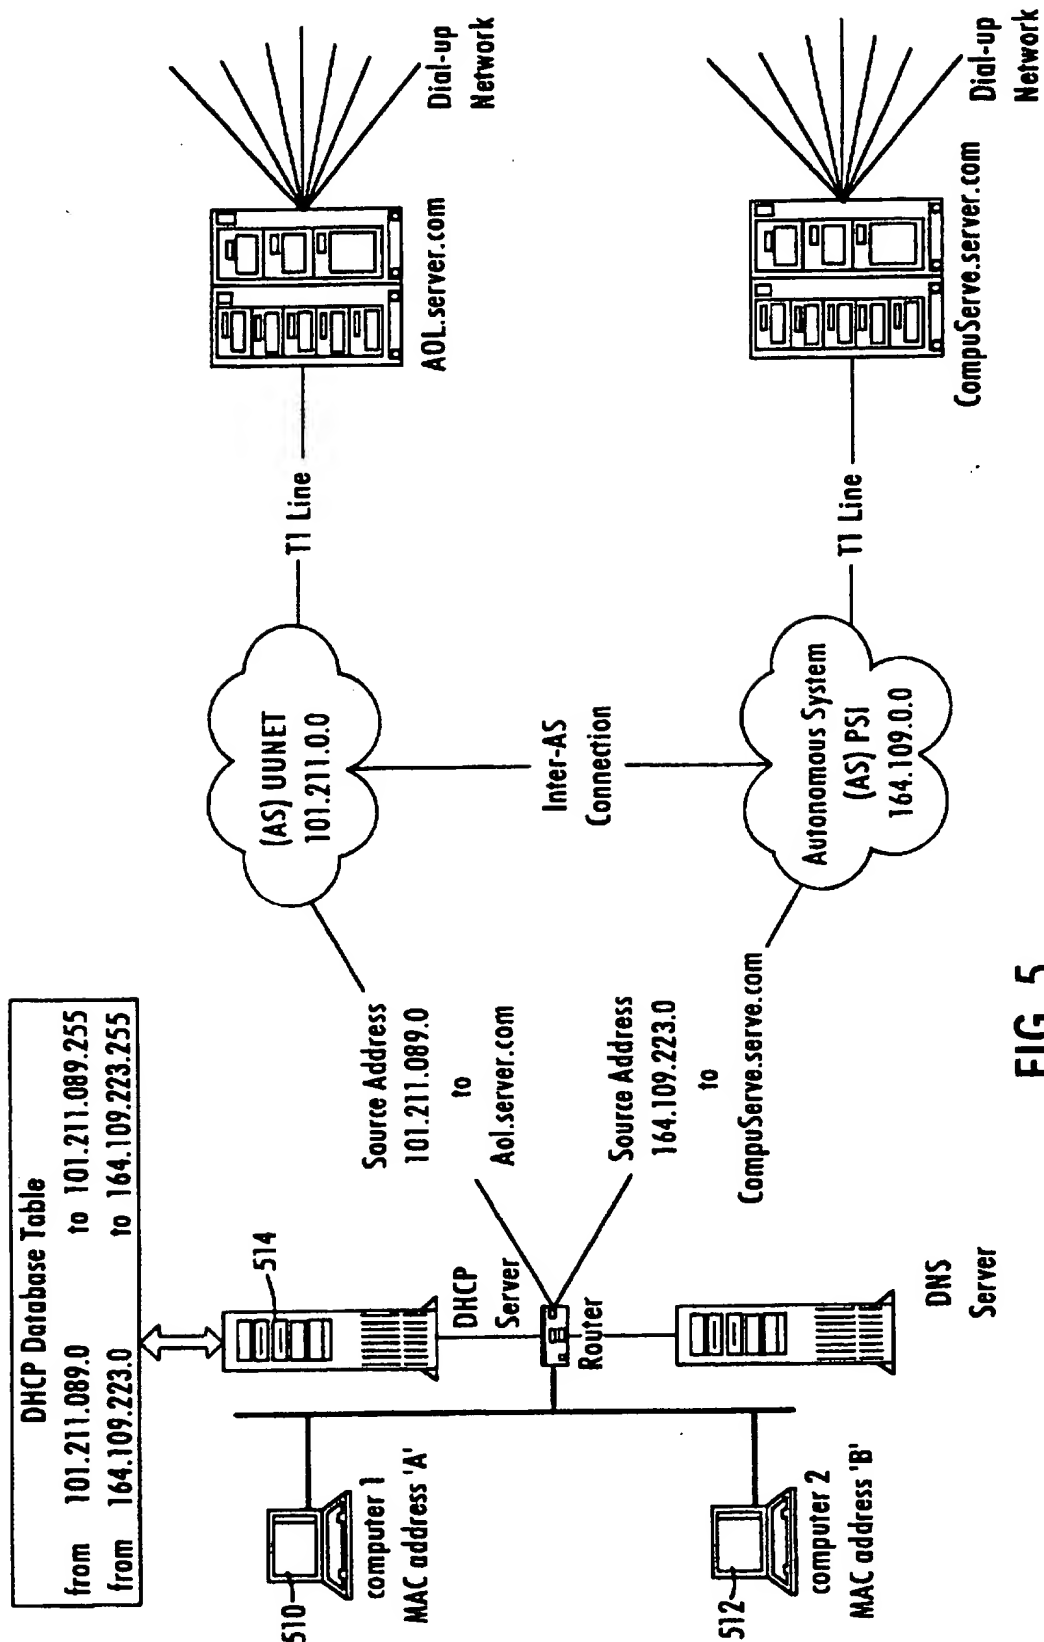 DHCP Database Table
from 101.211.089.0 to 101.211.089.255
from 164.109.223.0 to 164.109.223.255
514
510
computer 1
MAC address 'A'
512
computer 2
MAC address 'B'
DHCP
Server
Router
DNS
Server
Source Address
101.211.089.0
to
Aol.server.com
Source Address
164.109.223.0
to
CompuServe.serve.com
(AS) UUNET
101.211.0.0
Inter-AS
Connection
Autonomous System
(AS) PSI
164.109.0.0
T1 Line
T1 Line
AOL.server.com
CompuServe.server.com
Dial-up
Network
Dial-up
Network
FIG. 5